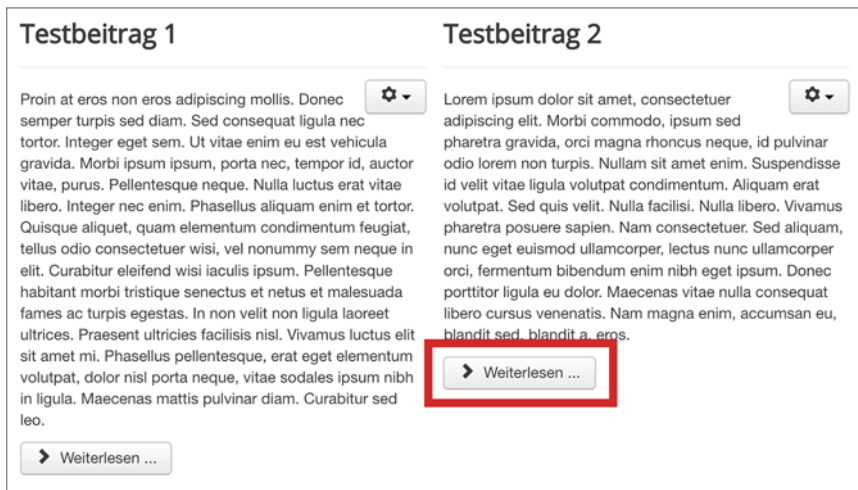 Testbeitrag 1
Proin at eros non eros adipiscing mollis. Donec
semper turpis sed diam. Sed consequat ligula nec
tortor. Integer eget sem. Ut vitae enim eu est vehicula
gravida. Morbi ipsum ipsum, porta nec, tempor id, auctor
vitae, purus. Pellentesque neque. Nulla luctus erat vitae
libero. Integer nec enim. Phasellus aliquam enim et tortor.
Quisque aliquet, quam elementum condimentum feugiat,
tellus odio consectetuer wisi, vel nonummy sem neque in
elit. Curabitur eleifend wisi iaculis ipsum. Pellentesque
habitant morbi tristique senectus et netus et malesuada
fames ac turpis egestas. In non velit non ligula laoreet
ultrices. Praesent ultricies facilisis nisl. Vivamus luctus elit
sit amet mi. Phasellus pellentesque, erat eget elementum
volutpat, dolor nisl porta neque, vitae sodales ipsum nibh
in ligula. Maecenas mattis pulvinar diam. Curabitur sed
leo.
Weiterlesen ...
Testbeitrag 2
Lorem ipsum dolor sit amet, consectetuer
adipiscing elit. Morbi commodo, ipsum sed
pharetra gravida, orci magna rhoncus neque, id pulvinar
odio lorem non turpis. Nullam sit amet enim. Suspendisse
id velit vitae ligula volutpat condimentum. Aliquam erat
volutpat. Sed quis velit. Nulla facilisi. Nulla libero. Vivamus
pharetra posuere sapien. Nam consectetuer. Sed aliquam,
nunc eget euismod ullamcorper, lectus nunc ullamcorper
orci, fermentum bibendum enim nibh eget ipsum. Donec
porttitor ligula eu dolor. Maecenas vitae nulla consequat
libero cursus venenatis. Nam magna enim, accumsan eu,
blandit sed, blandit a, eros.
Weiterlesen ...